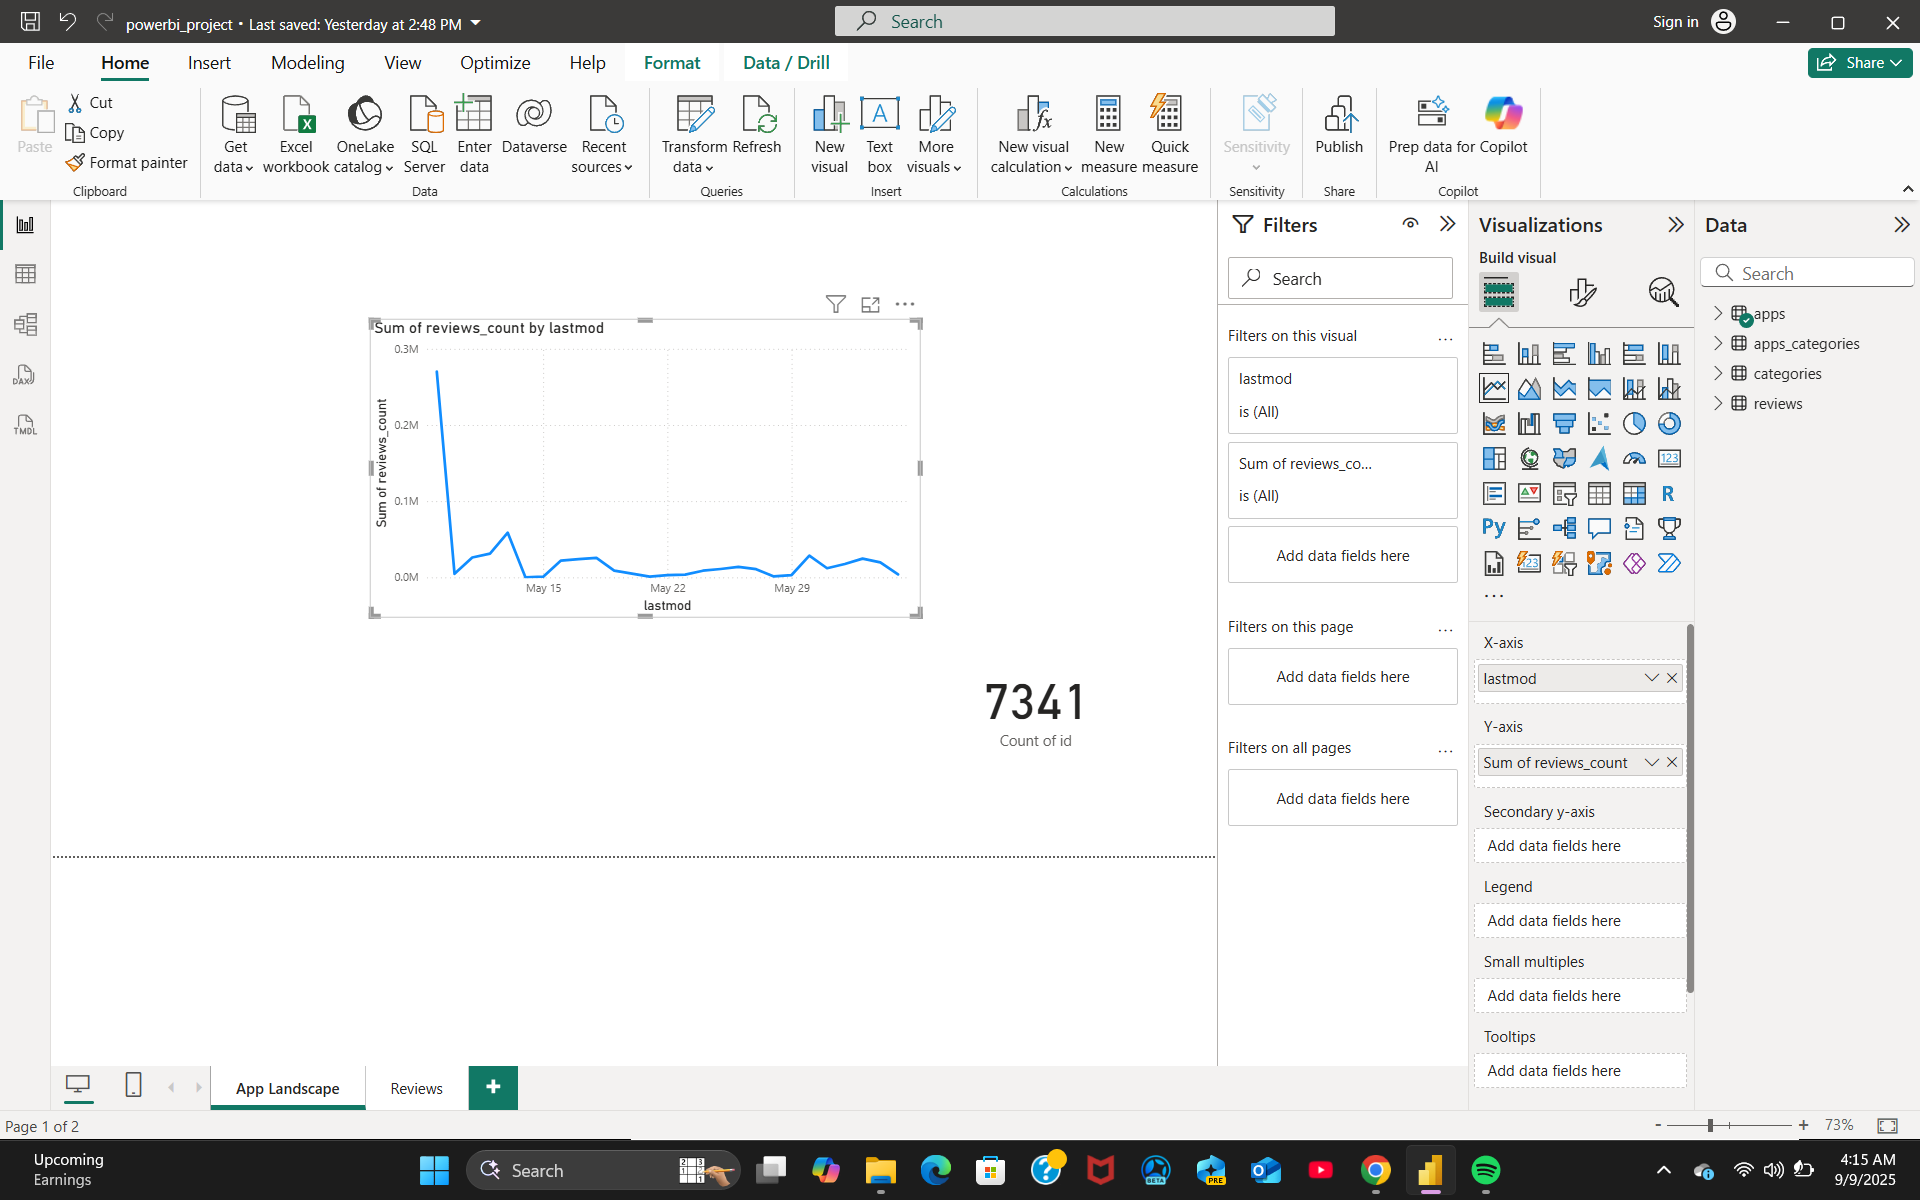 powerbi_project • Last saved: Yesterday at 2:48 PM
Search
Sign in
File
Home
Insert
Modeling
View
Optimize
Help
Format
Data / Drill
Share
Paste
Cut
Copy
Format painter
Clipboard
Get data
Excel workbook
OneLake catalog
SQL Server
Enter data
Dataverse
Recent sources
Data
Transform data
Refresh
Queries
New visual
Text box
More visuals
Insert
New visual calculation
New measure
Quick measure
Calculations
Sensitivity
Sensitivity
Publish
Share
Prep data for AI
Copilot
Copilot
DAX
TMDL
Sum of reviews_count by lastmod
0.3M
0.2M
0.1M
0.0M
Sum of reviews_count
May 15
May 22
May 29
lastmod
7341
Count of id
Filters
Search
Filters on this visual
lastmod
is (All)
Sum of reviews_co...
is (All)
Add data fields here
Filters on this page
Add data fields here
Filters on all pages
Add data fields here
Visualizations
Build visual
123
R
Py
123
X-axis
lastmod
Y-axis
Sum of reviews_count
Secondary y-axis
Add data fields here
Legend
Add data fields here
Small multiples
Add data fields here
Tooltips
Add data fields here
Data
Search
apps
apps_categories
categories
reviews
App Landscape
Reviews
Page 1 of 2
73%
Upcoming
Earnings
Search
BETA
PRE
4:15 AM
9/9/2025